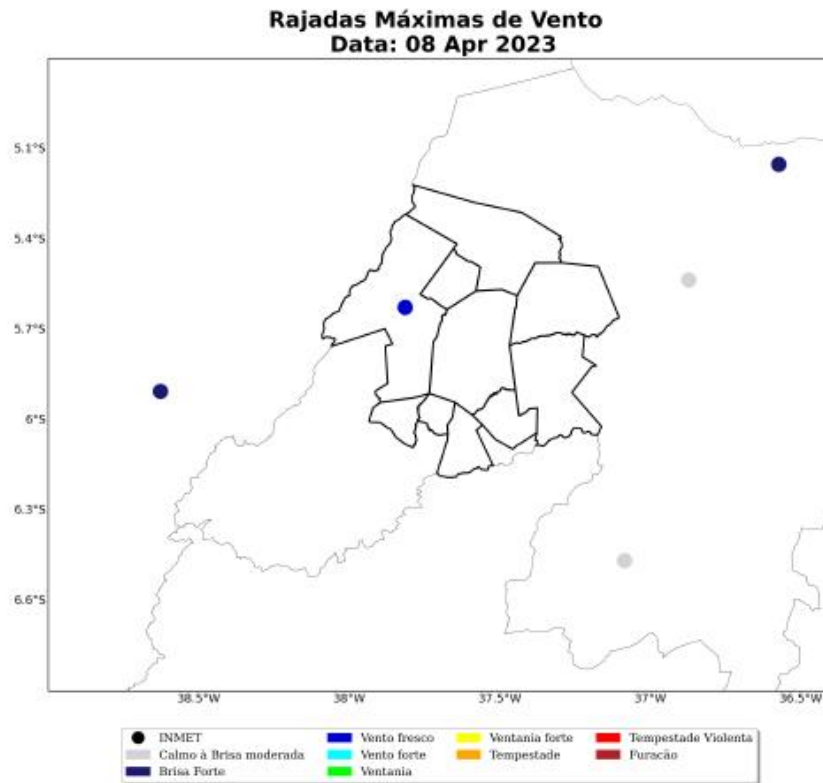 Rajadas Máximas de Vento
Data: 08 Apr 2023
5.1°S
5.4°S
5.7°S
6°S
6.3°S
6.6°S
38.5°W
38°W
37.5°W
37°W
36.5°W
INMET
Calmo à Brisa moderada
Brisa Forte
Vento fresco
Vento forte
Ventania
Ventania forte
Tempestade
Tempestade Violenta
Furacão